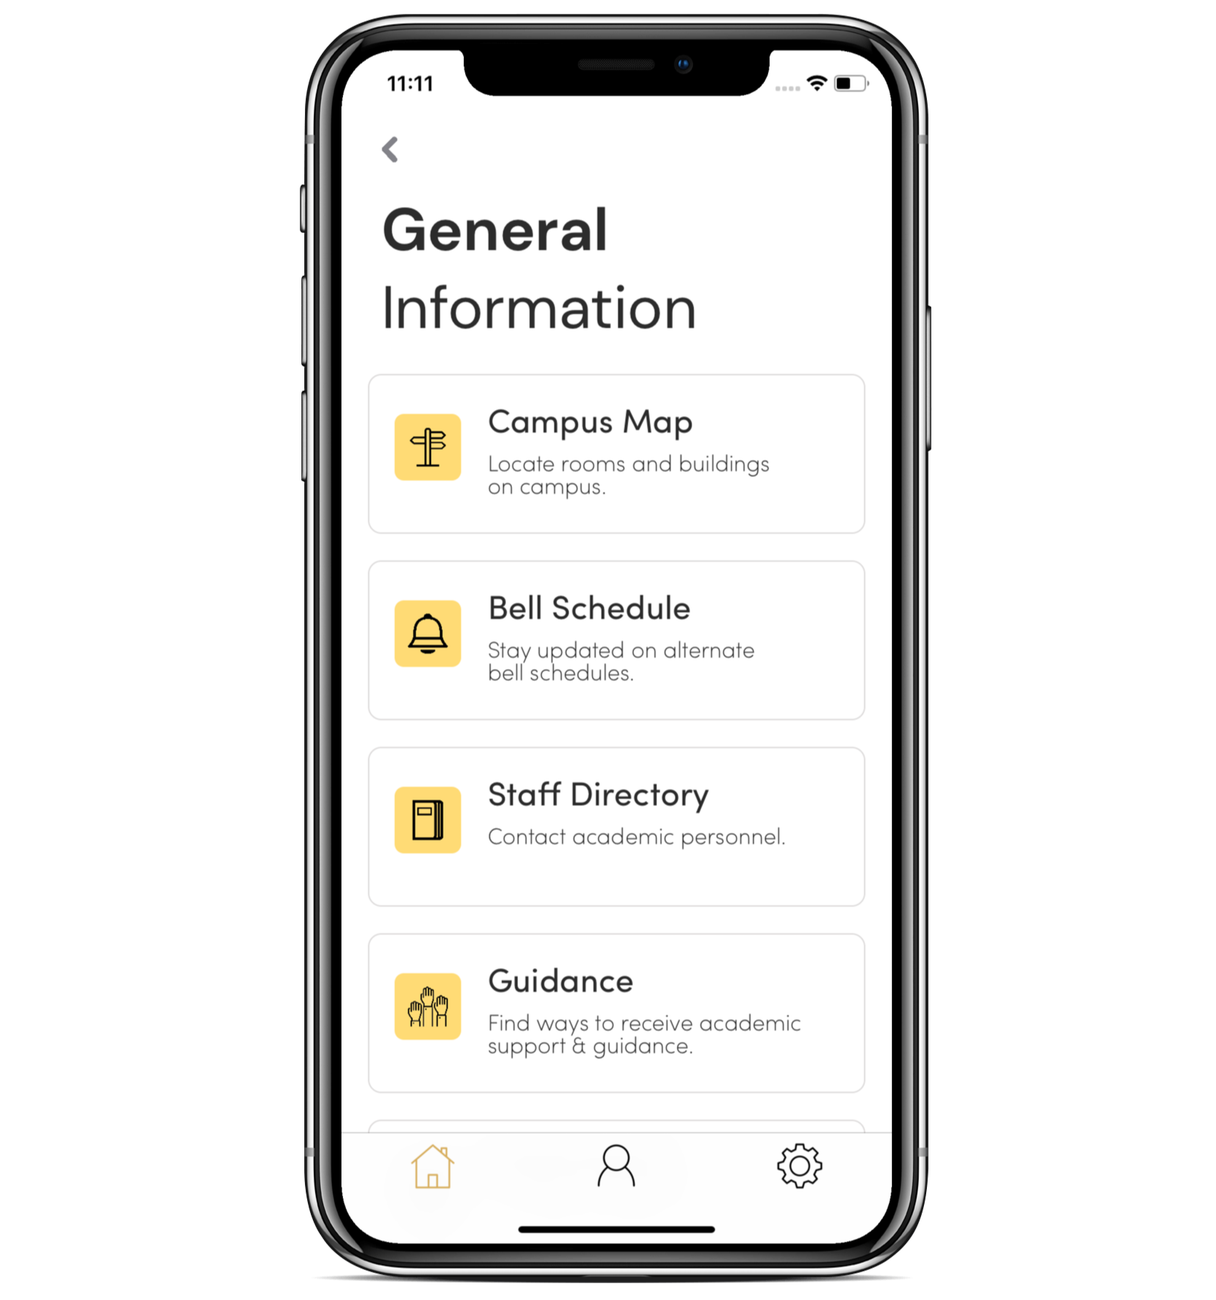 11:11
General
Information
Campus Map
Locate rooms and buildings
on campus.
Bell Schedule
Stay updated on alternate
bell schedules.
Staff Directory
Contact academic personnel.
Guidance
Find ways to receive academic
support & guidance.